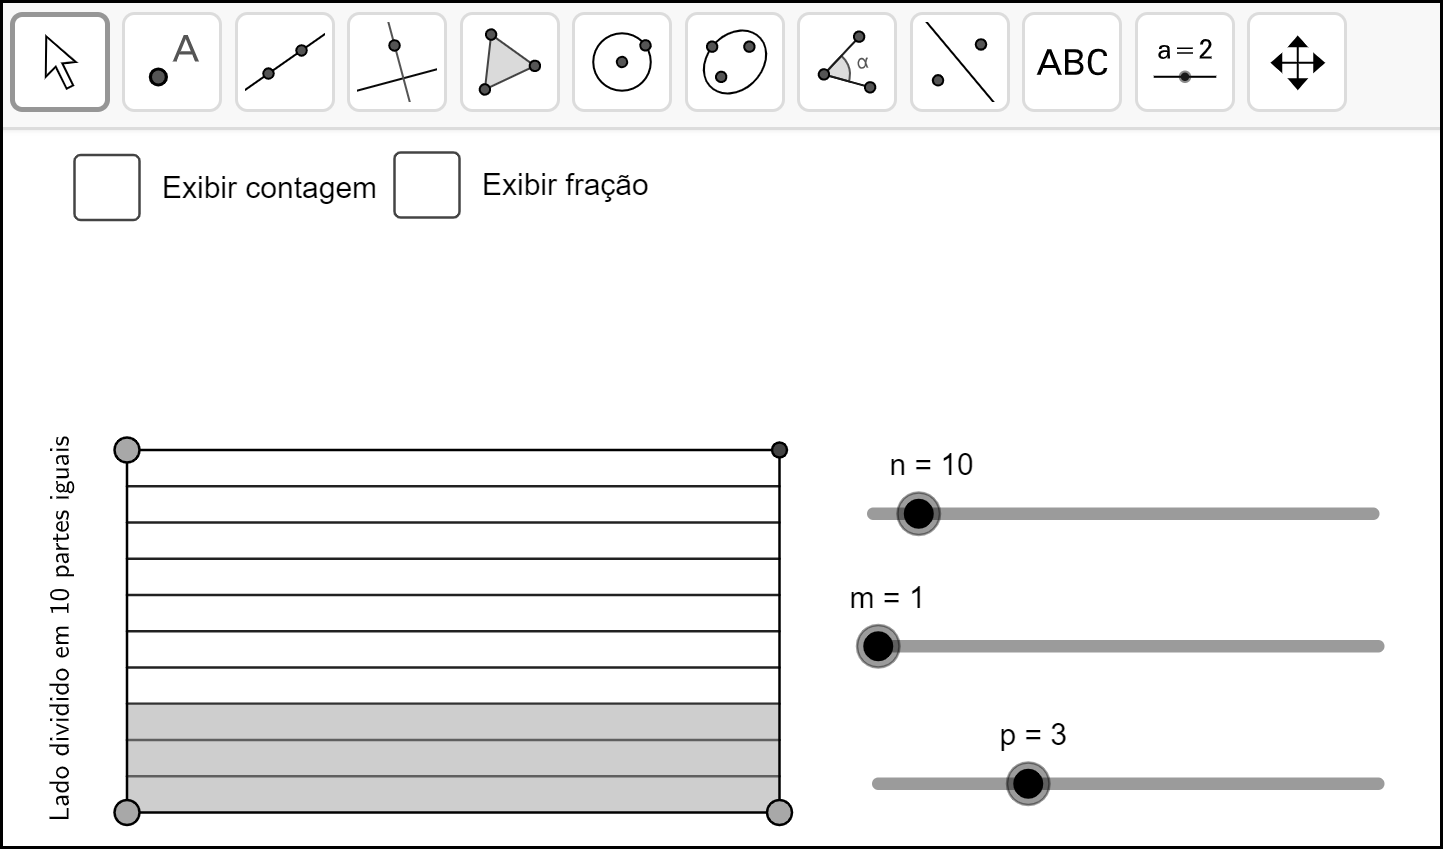 A
α
ABC
a=2
Exibir contagem
Exibir fração
Lado dividido em 10 partes iguais
n = 10
m = 1
p = 3